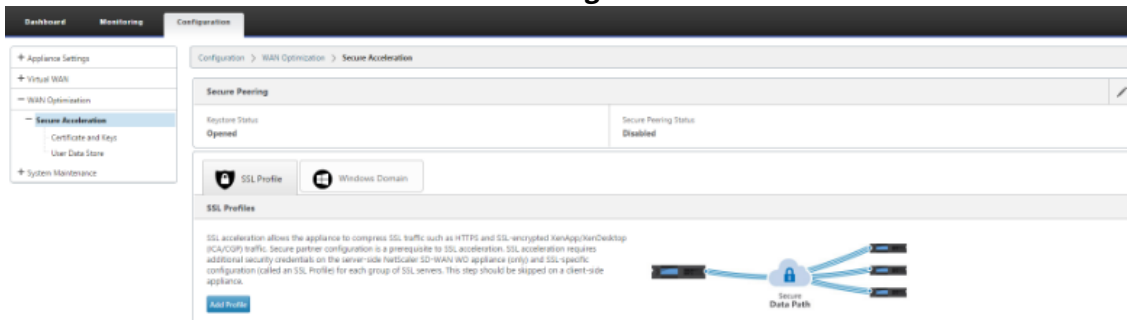 Dashboard Monitoring Configuration
+ Appliance Settings
+ Virtual WAN
− WAN Optimization
− Secure Acceleration
Certificate and Keys
User Data Store
+ System Maintenance
Configuration > WAN Optimization > Secure Acceleration
Secure Peering
Keystore Status
Opened
Secure Peering Status
Disabled
SSL Profile
Windows Domain
SSL Profiles
SSL acceleration allows the appliance to compress SSL traffic such as HTTPS and SSL-encrypted XenApp/XenDesktop
(ICA/CGP) traffic. Secure partner configuration is a prerequisite to SSL acceleration. SSL acceleration requires
additional security credentials on the server-side NetScaler SD-WAN WO appliance (only) and SSL-specific
configuration (called an SSL Profile) for each group of SSL servers. This step should be skipped on a client-side
appliance.
Add Profile
Secure
Data Path